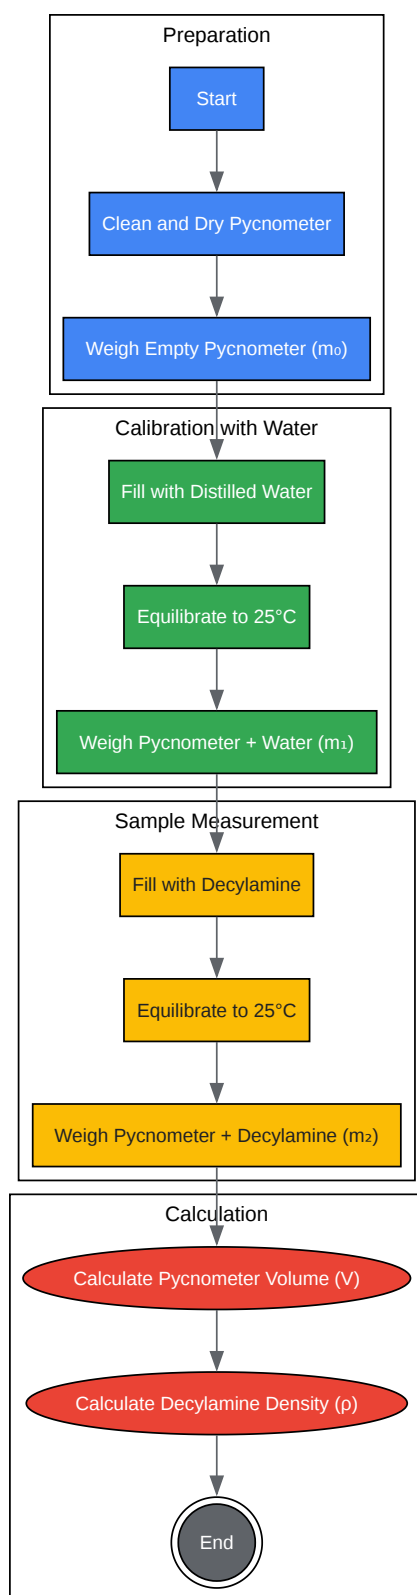 Preparation
Start
Clean and Dry Pycnometer
Weigh Empty Pycnometer (m₀)
Calibration with Water
Fill with Distilled Water
Equilibrate to 25°C
Weigh Pycnometer + Water (m₁)
Sample Measurement
Fill with Decylamine
Equilibrate to 25°C
Weigh Pycnometer + Decylamine (m₂)
Calculation
Calculate Pycnometer Volume (V)
Calculate Decylamine Density (ρ)
End